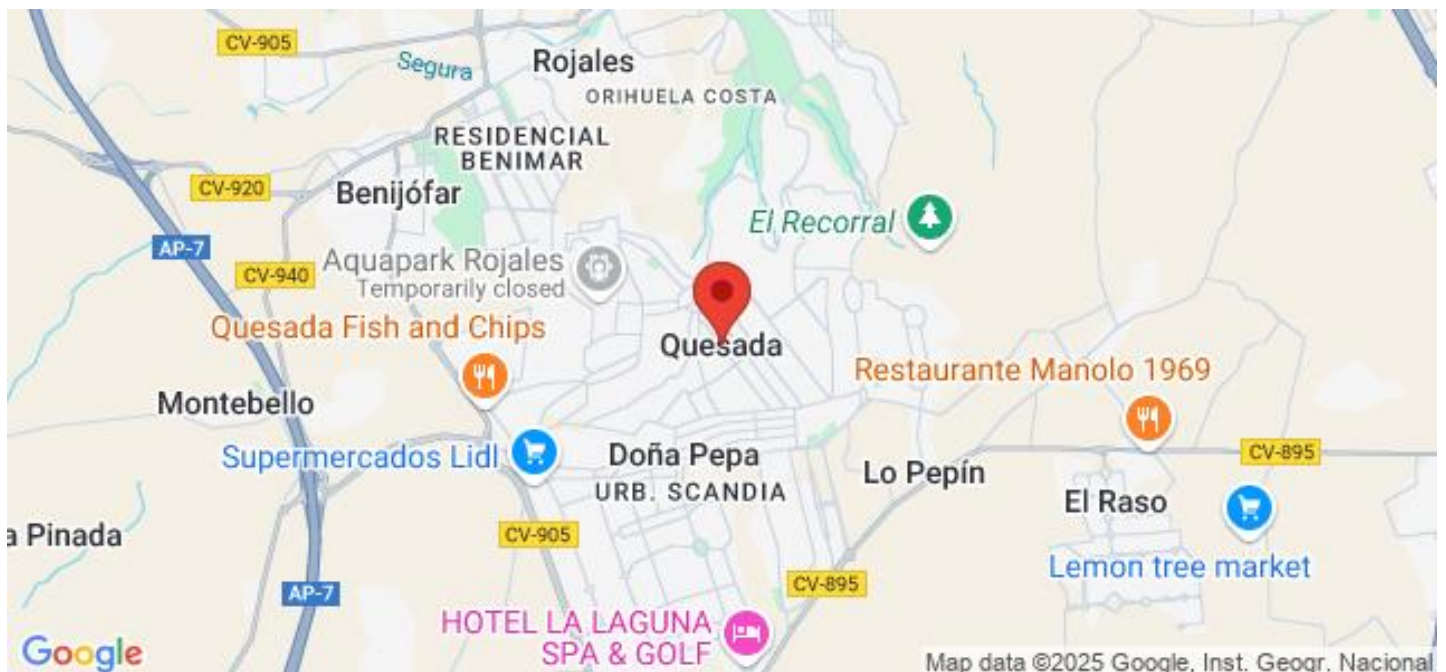 CV-905
Segura
Rojales
ORIHUELA COSTA
RESIDENCIAL
BENIMAR
CV-920
Benijófar
El Recorral
AP-7
CV-940
Aquapark Rojales
Temporarily closed
Quesada Fish and Chips
Quesada
Restaurante Manolo 1969
Montebello
Supermercados Lidl
Doña Pepa
URB. SCANDIA
Lo Pepín
CV-895
El Raso
a Pinada
CV-905
Lemon tree market
AP-7
CV-895
HOTEL LA LAGUNA
SPA & GOLF
Google
Map data ©2025 Google, Inst. Geogr. Nacional